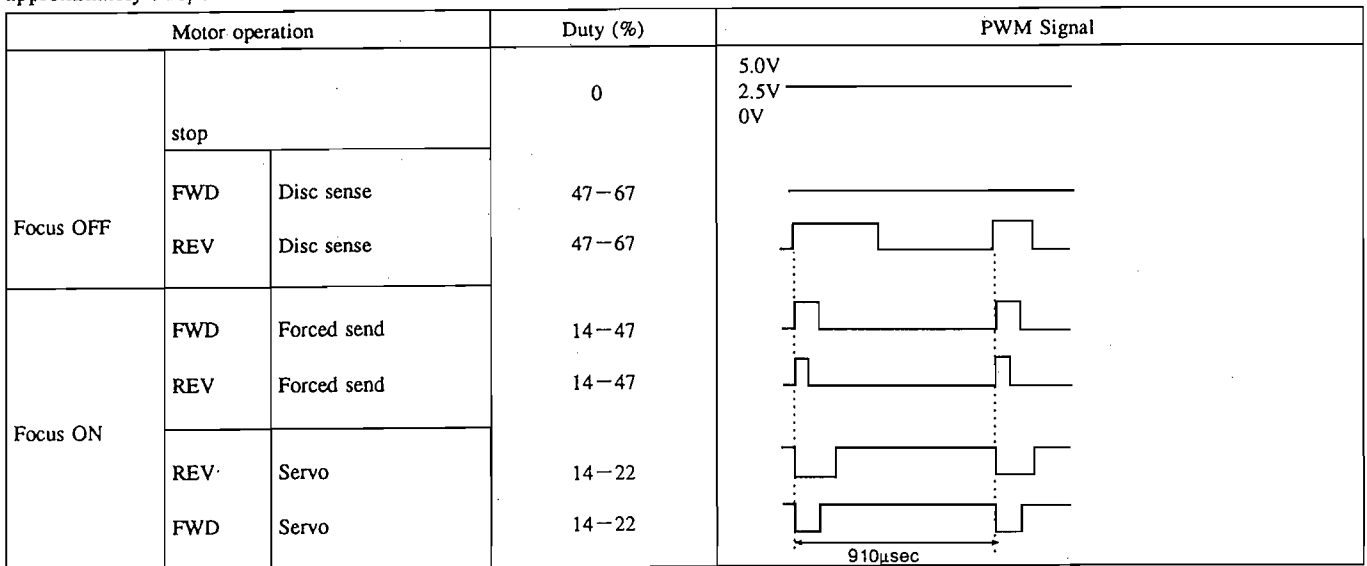 Motor operation Duty (%) PWM Signal
5.0V
0 2.5V
0V
stop
FWD Disc sense 47－67
Focus OFF
REV Disc sense 47－67
FWD Forced send 14－47
REV Forced send 14－47
Focus ON
REV Servo 14－22
FWD Servo 14－22
910μsec